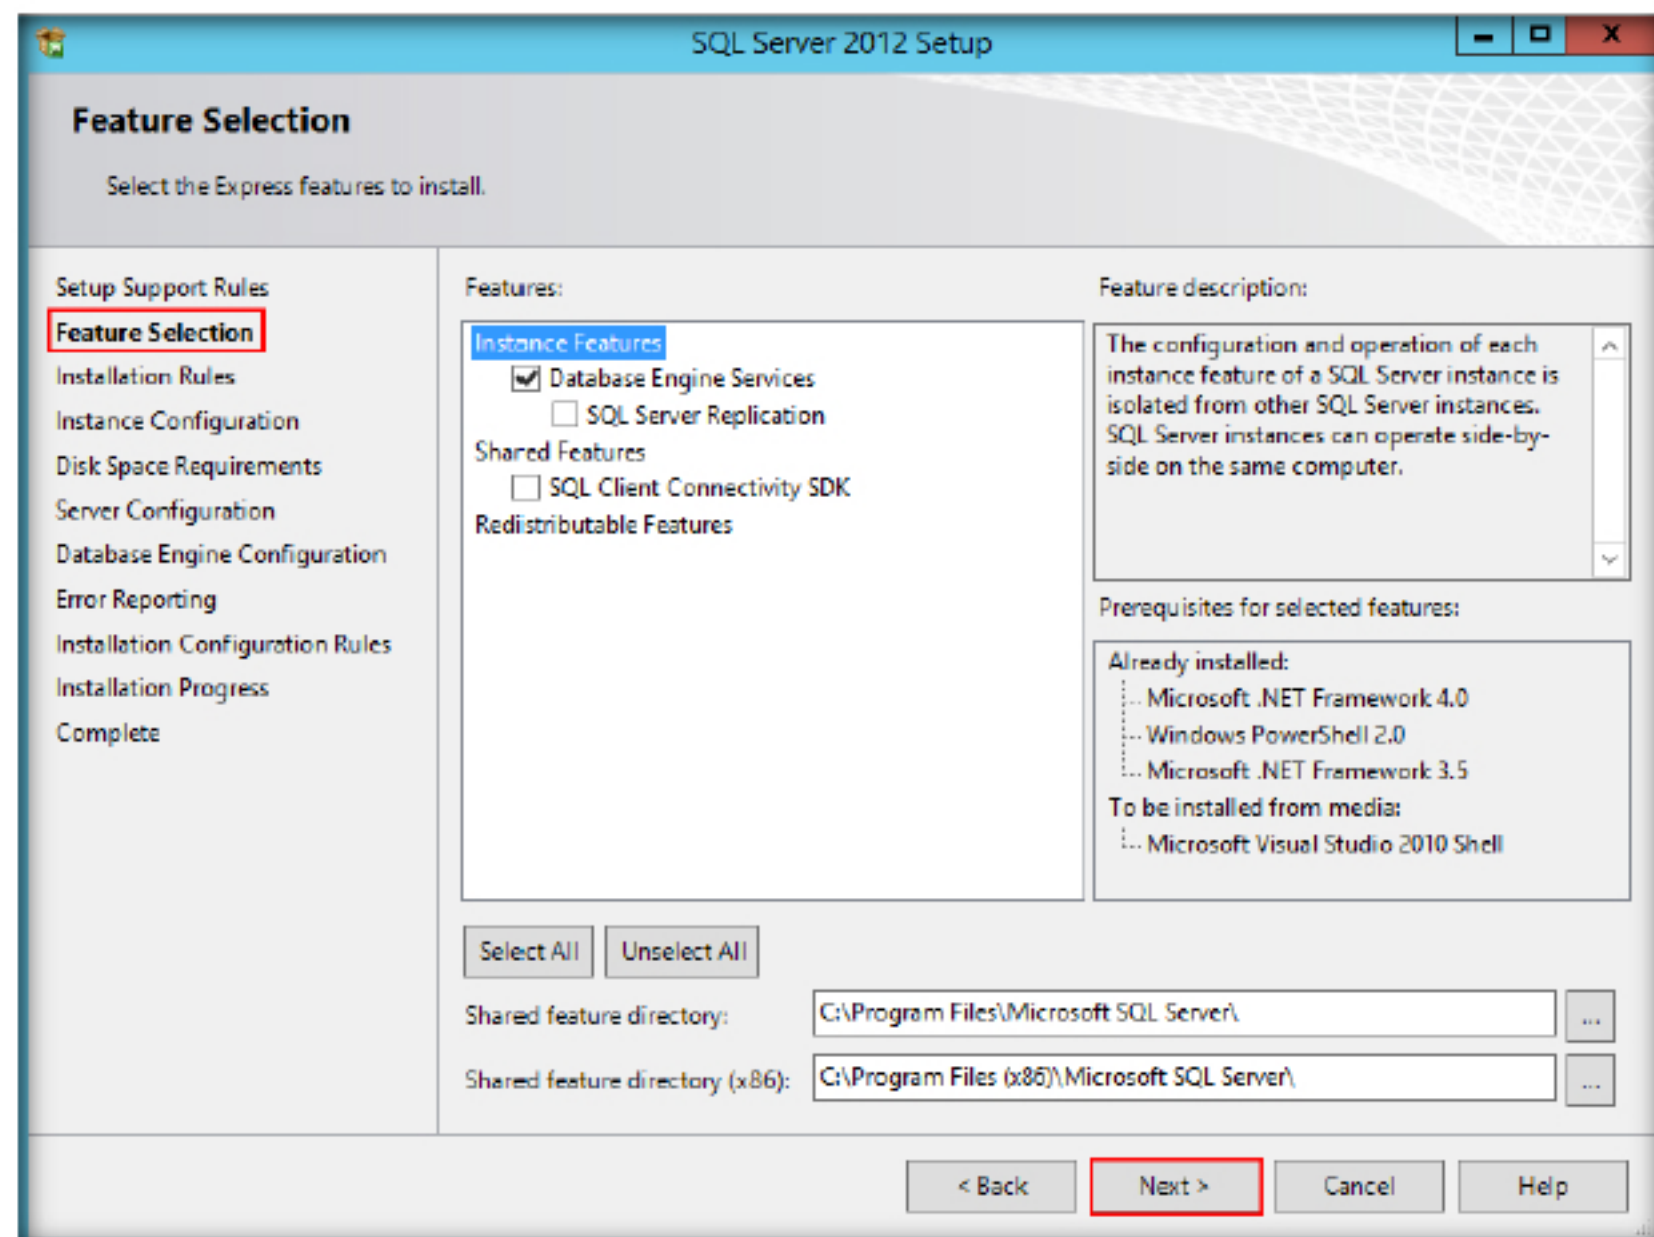 SQL Server 2012 Setup
Feature Selection
Select the Express features to install.
Setup Support Rules
Feature Selection
Installation Rules
Instance Configuration
Disk Space Requirements
Server Configuration
Database Engine Configuration
Error Reporting
Installation Configuration Rules
Installation Progress
Complete
Features:
Instance Features
Database Engine Services
SQL Server Replication
Shared Features
SQL Client Connectivity SDK
Redistributable Features
Feature description:
The configuration and operation of each
instance feature of a SQL Server instance is
isolated from other SQL Server instances.
SQL Server instances can operate side-by-
side on the same computer.
Prerequisites for selected features:
Already installed:
Microsoft .NET Framework 4.0
Windows PowerShell 2.0
Microsoft .NET Framework 3.5
To be installed from media:
Microsoft Visual Studio 2010 Shell
Select All
Unselect All
Shared feature directory:
C:\Program Files\Microsoft SQL Server\
...
Shared feature directory (x86):
C:\Program Files (x86)\Microsoft SQL Server\
...
< Back
Next >
Cancel
Help